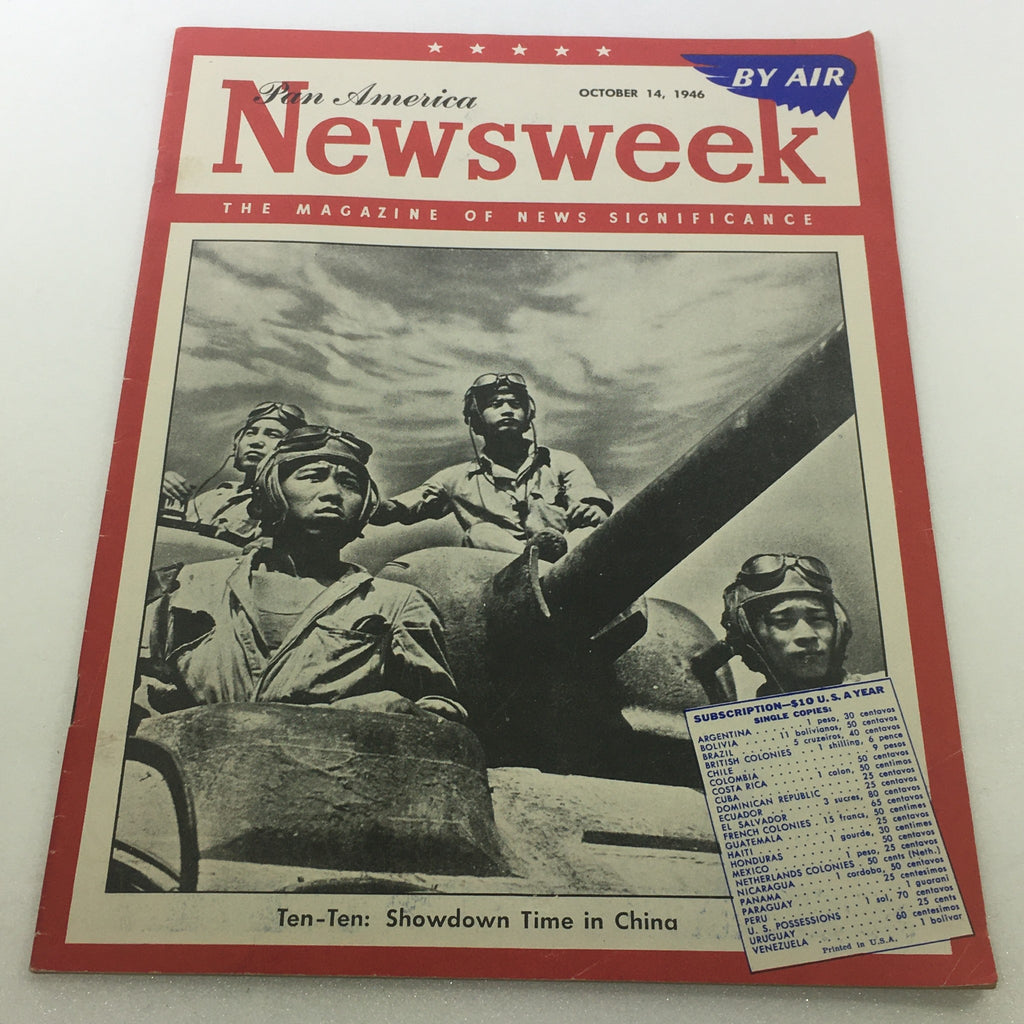 BY AIR
Pan America
OCTOBER 14, 1946
Newsweek
THE MAGAZINE OF NEWS SIGNIFICANCE
SUBSCRIPTION—$10 U. S. A YEAR
SINGLE COPIES:
ARGENTINA . . . . 1 peso, 30 centavos
BOLIVIA . . . 11 bolivianos, 50 centavos
BRAZIL . . . . 5 cruzeiros, 40 centavos
BRITISH COLONIES . . 1 shilling, 6 pence
CHILE . . . . . . . . . 9 pesos
COLOMBIA . . . . . . . 50 centavos
COSTA RICA . . . . 1 colon, 50 centimos
CUBA . . . . . . . . . 25 centavos
DOMINICAN REPUBLIC . . . 25 centavos
ECUADOR . . . . 3 sucres, 80 centavos
EL SALVADOR . . . . . . 65 centavos
FRENCH COLONIES . 15 francs, 50 centimes
GUATEMALA . . . . . . 25 centavos
HAITI . . . . . 1 gourde, 30 centimes
HONDURAS . . . . . . . 50 centavos
MEXICO . . . . . 1 peso, 25 centavos
NETHERLANDS COLONIES . 50 cents (Neth.)
NICARAGUA . . . 1 cordoba, 50 centavos
PANAMA . . . . . . . 25 centesimos
PARAGUAY . . . . . . . 1 guarani
PERU . . . . . . 1 sol, 70 centavos
U. S. POSSESSIONS . . . . . 25 cents
URUGUAY . . . . . . 60 centesimos
VENEZUELA . . . . . . . 1 bolivar
Printed in U.S.A.
Ten-Ten: Showdown Time in China